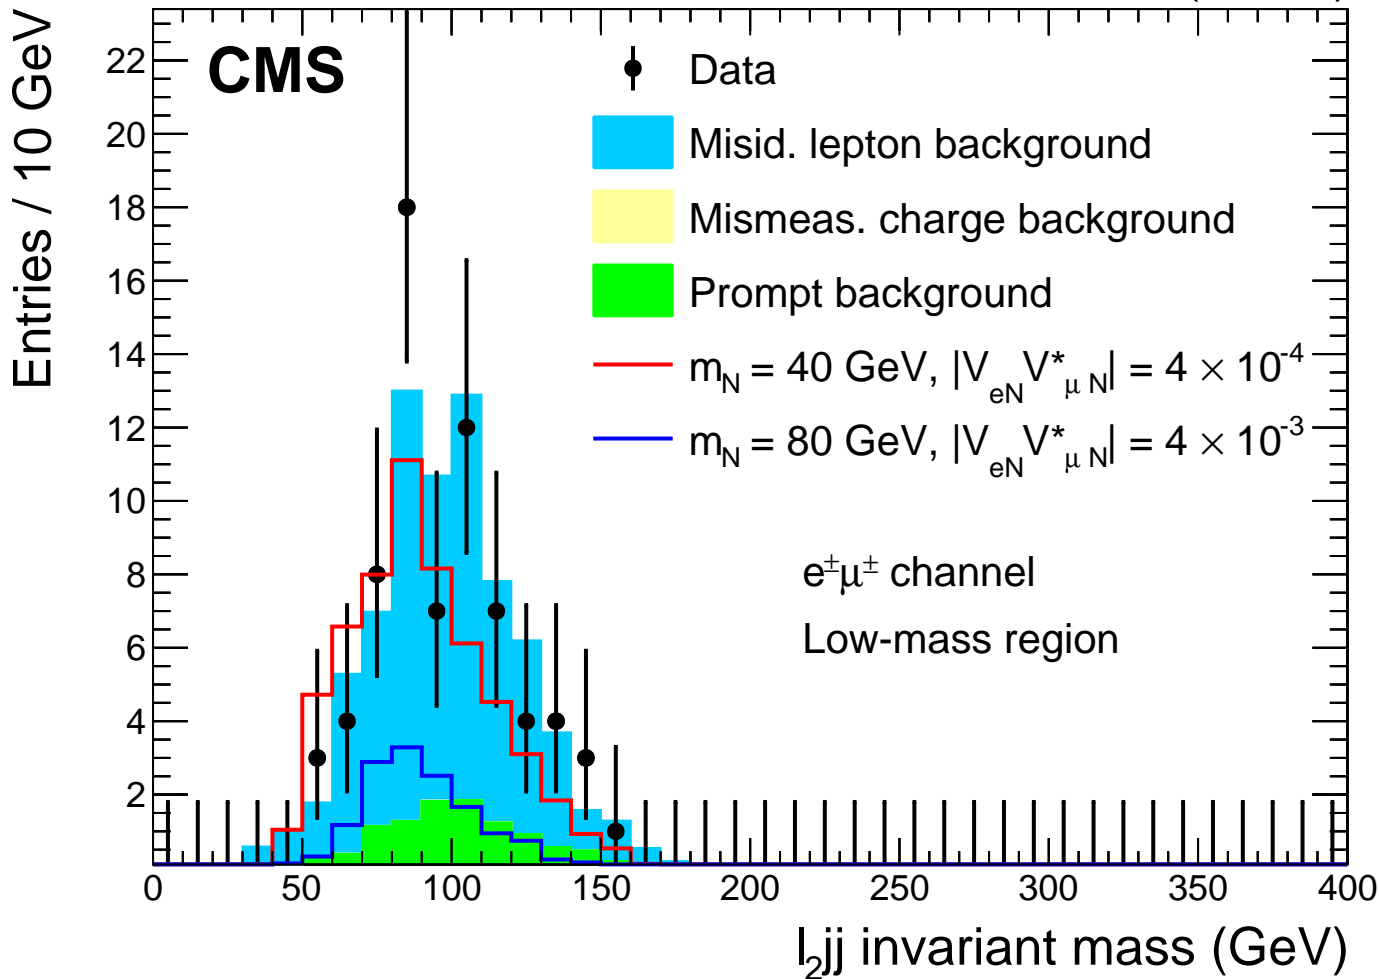 Entries / 10 GeV
CMS
Data
Misid. lepton background
Mismeas. charge background
Prompt background
m_N = 40 GeV, |V_eN V*_μN| = 4 × 10^-4
m_N = 80 GeV, |V_eN V*_μN| = 4 × 10^-3
e^±μ^± channel
Low-mass region
22
20
18
16
14
12
10
8
6
4
2
0 50 100 150 200 250 300 350 400
l_2jj invariant mass (GeV)